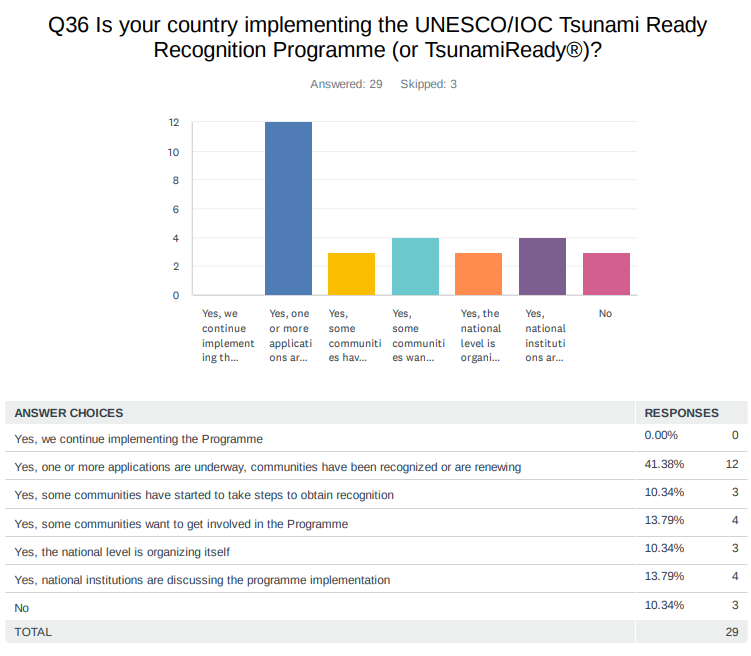 Q36 Is your country implementing the UNESCO/IOC Tsunami Ready
Recognition Programme (or TsunamiReady®)?
Answered: 29 Skipped: 3
12
10
8
6
4
2
0
Yes, we
continue
implement
ing th...
Yes, one
or more
applicati
ons ar...
Yes,
some
communiti
es hav...
Yes,
some
communiti
es wan...
Yes, the
national
level is
organi...
Yes,
national
instituti
ons ar...
No
ANSWER CHOICES RESPONSES
Yes, we continue implementing the Programme 0.00% 0
Yes, one or more applications are underway, communities have been recognized or are renewing 41.38% 12
Yes, some communities have started to take steps to obtain recognition 10.34% 3
Yes, some communities want to get involved in the Programme 13.79% 4
Yes, the national level is organizing itself 10.34% 3
Yes, national institutions are discussing the programme implementation 13.79% 4
No 10.34% 3
TOTAL 29